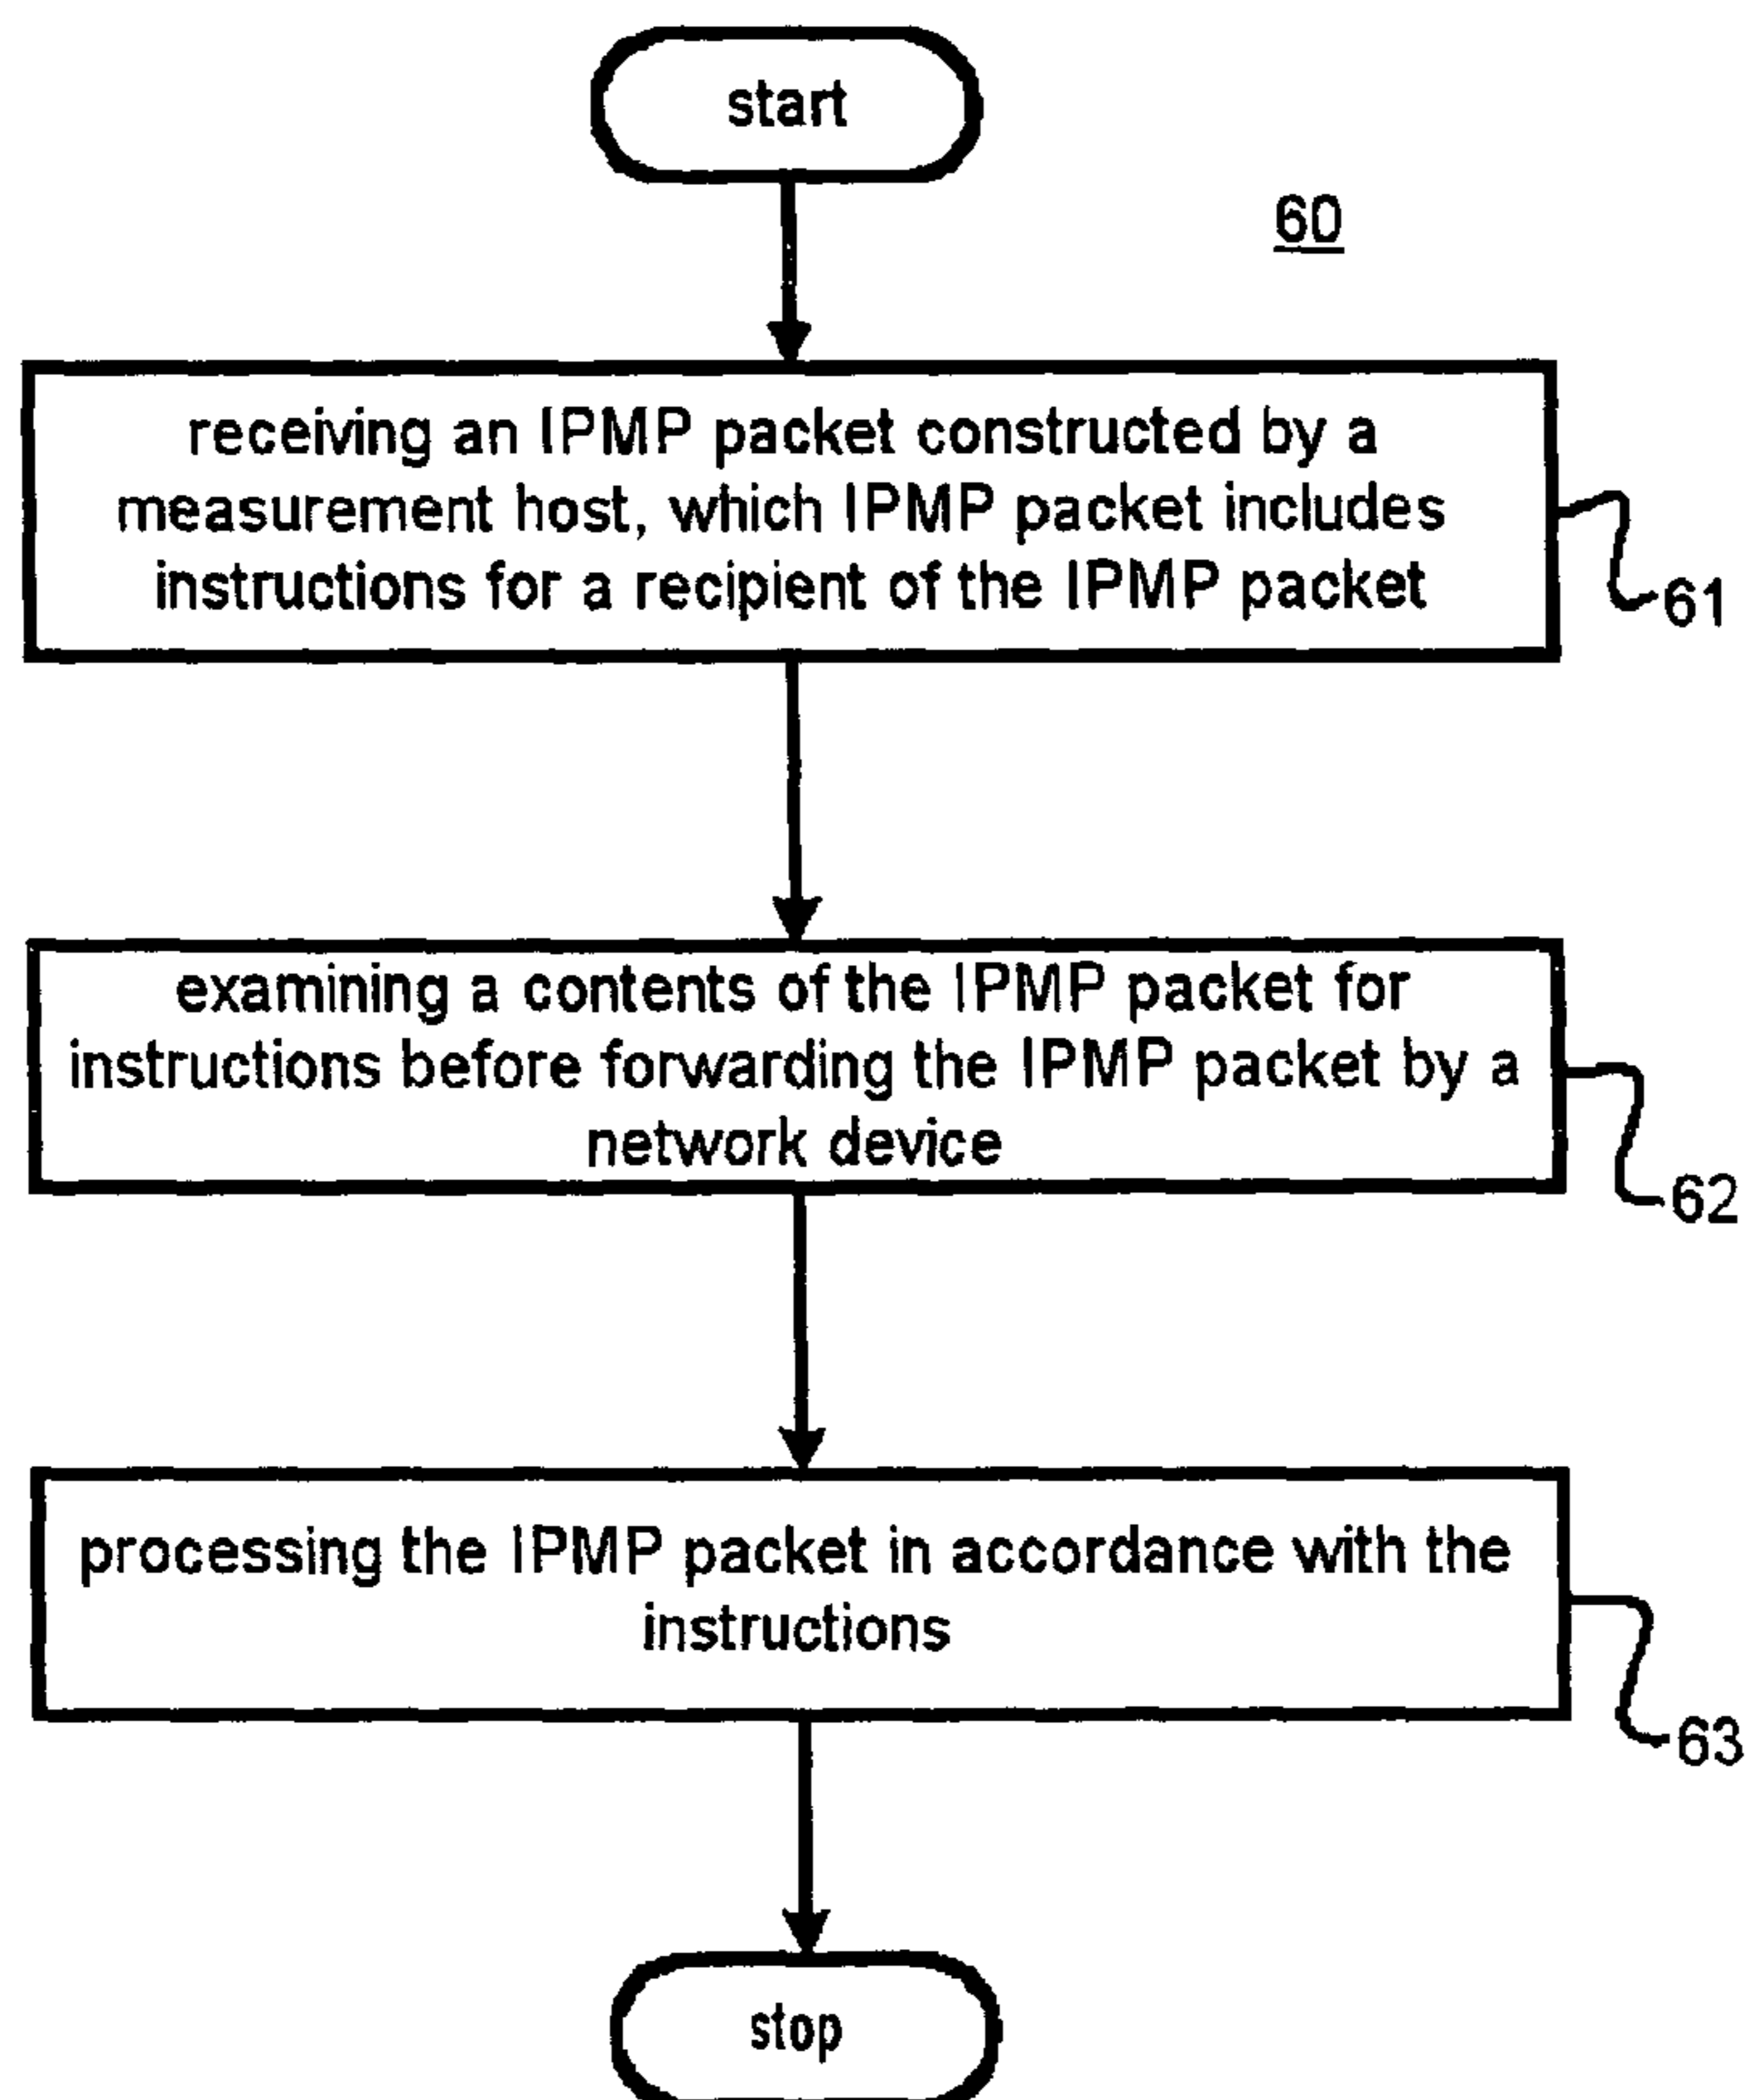 start
60
receiving an IPMP packet constructed by a
measurement host, which IPMP packet includes
instructions for a recipient of the IPMP packet
61
examining a contents of the IPMP packet for
instructions before forwarding the IPMP packet by a
network device
62
processing the IPMP packet in accordance with the
instructions
63
stop